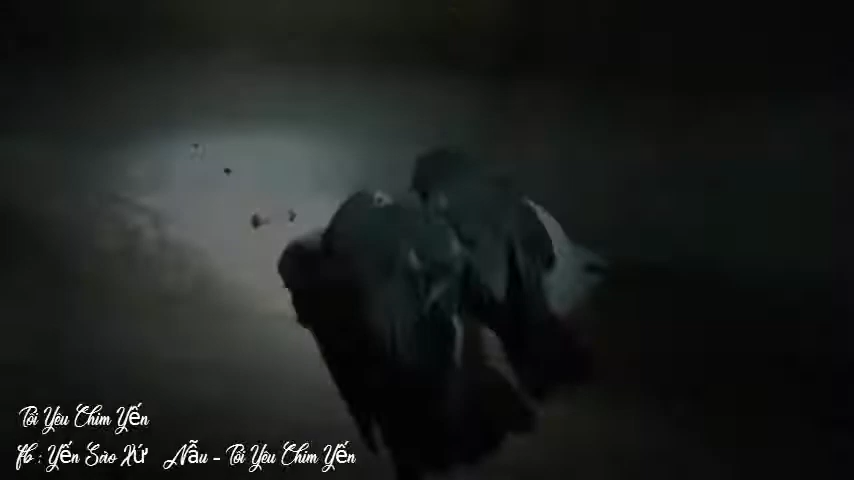 Tôi Yêu Chim Yến
fb : Yến Sào Xứ Nẫu - Tôi Yêu Chim Yến